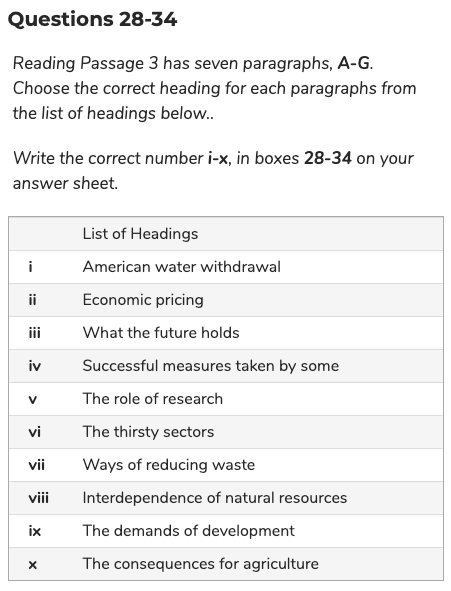 Questions 28-34
Reading Passage 3 has seven paragraphs, A-G.
Choose the correct heading for each paragraphs from
the list of headings below..
Write the correct number i-x, in boxes 28-34 on your
answer sheet.
List of Headings
i American water withdrawal
ii Economic pricing
iii What the future holds
iv Successful measures taken by some
v The role of research
vi The thirsty sectors
vii Ways of reducing waste
viii Interdependence of natural resources
ix The demands of development
x The consequences for agriculture